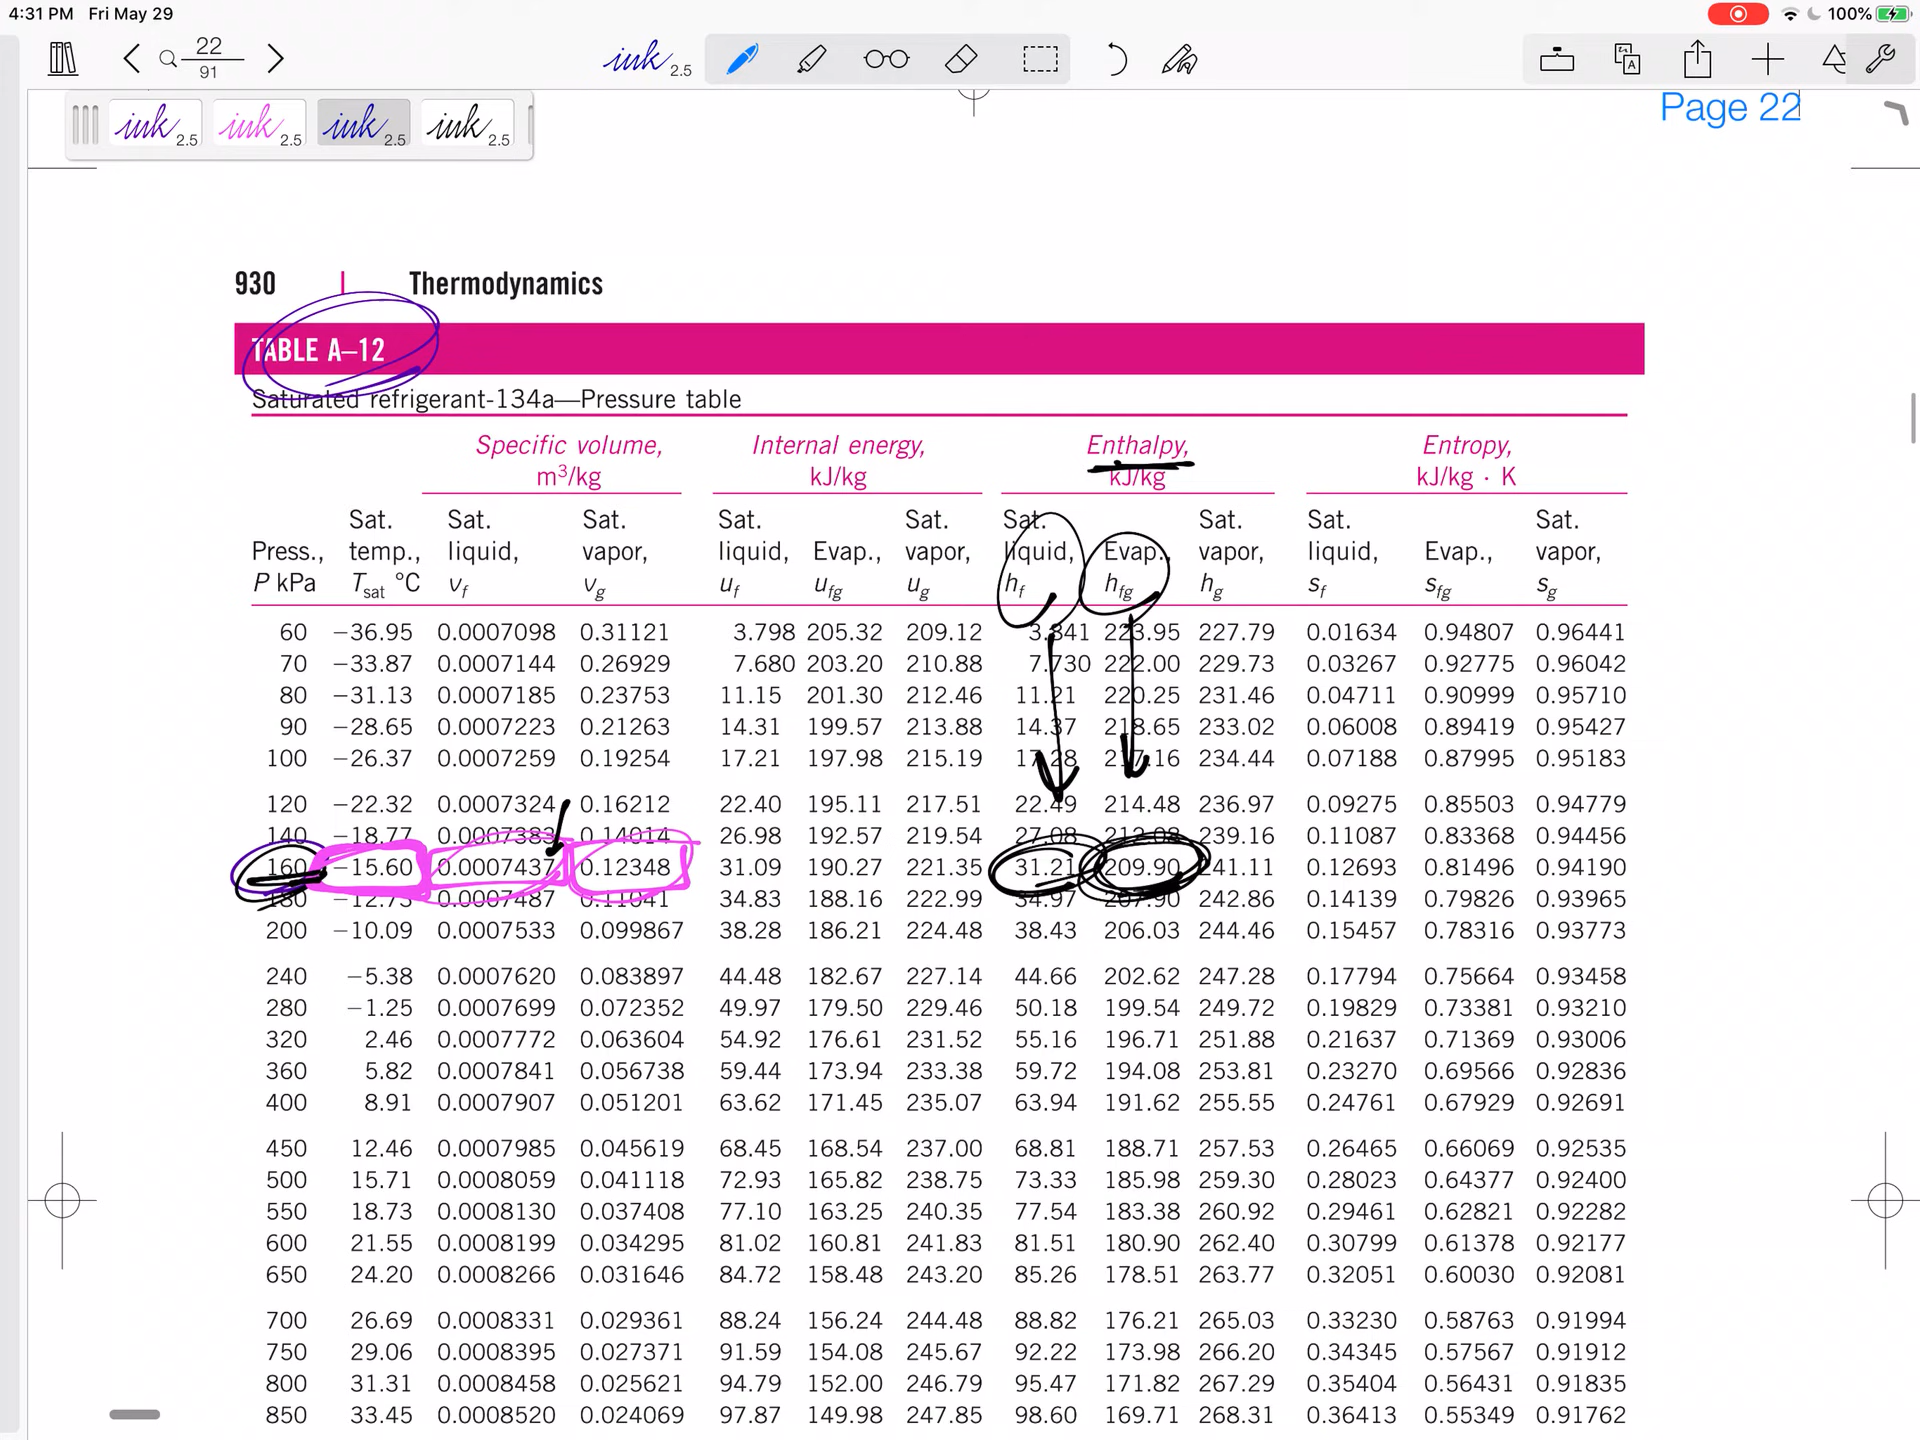 4:31 PM Fri May 29
100%
22
91
ink 2.5
A
ink 2.5 ink 2.5 ink 2.5 ink 2.5
Page 22
930 Thermodynamics
TABLE A–12
Saturated refrigerant-134a—Pressure table
Specific volume, Internal energy, Enthalpy, Entropy,
m³/kg kJ/kg kJ/kg kJ/kg · K
Sat. Sat. Sat. Sat. Sat. Sat. Sat. Sat. Sat.
Press., temp., liquid, vapor, liquid, Evap., vapor, liquid, Evap., vapor, liquid, Evap., vapor,
P kPa Tsat °C vf vg uf ufg ug hf hfg hg sf sfg sg
60 −36.95 0.0007098 0.31121 3.798 205.32 209.12 3.841 223.95 227.79 0.01634 0.94807 0.96441
70 −33.87 0.0007144 0.26929 7.680 203.20 210.88 7.730 222.00 229.73 0.03267 0.92775 0.96042
80 −31.13 0.0007185 0.23753 11.15 201.30 212.46 11.21 220.25 231.46 0.04711 0.90999 0.95710
90 −28.65 0.0007223 0.21263 14.31 199.57 213.88 14.37 218.65 233.02 0.06008 0.89419 0.95427
100 −26.37 0.0007259 0.19254 17.21 197.98 215.19 17.28 217.16 234.44 0.07188 0.87995 0.95183
120 −22.32 0.0007324 0.16212 22.40 195.11 217.51 22.49 214.48 236.97 0.09275 0.85503 0.94779
140 −18.77 0.0007383 0.14014 26.98 192.57 219.54 27.08 212.08 239.16 0.11087 0.83368 0.94456
160 −15.60 0.0007437 0.12348 31.09 190.27 221.35 31.21 209.90 241.11 0.12693 0.81496 0.94190
180 −12.73 0.0007487 0.11041 34.83 188.16 222.99 34.97 207.90 242.86 0.14139 0.79826 0.93965
200 −10.09 0.0007533 0.099867 38.28 186.21 224.48 38.43 206.03 244.46 0.15457 0.78316 0.93773
240 −5.38 0.0007620 0.083897 44.48 182.67 227.14 44.66 202.62 247.28 0.17794 0.75664 0.93458
280 −1.25 0.0007699 0.072352 49.97 179.50 229.46 50.18 199.54 249.72 0.19829 0.73381 0.93210
320 2.46 0.0007772 0.063604 54.92 176.61 231.52 55.16 196.71 251.88 0.21637 0.71369 0.93006
360 5.82 0.0007841 0.056738 59.44 173.94 233.38 59.72 194.08 253.81 0.23270 0.69566 0.92836
400 8.91 0.0007907 0.051201 63.62 171.45 235.07 63.94 191.62 255.55 0.24761 0.67929 0.92691
450 12.46 0.0007985 0.045619 68.45 168.54 237.00 68.81 188.71 257.53 0.26465 0.66069 0.92535
500 15.71 0.0008059 0.041118 72.93 165.82 238.75 73.33 185.98 259.30 0.28023 0.64377 0.92400
550 18.73 0.0008130 0.037408 77.10 163.25 240.35 77.54 183.38 260.92 0.29461 0.62821 0.92282
600 21.55 0.0008199 0.034295 81.02 160.81 241.83 81.51 180.90 262.40 0.30799 0.61378 0.92177
650 24.20 0.0008266 0.031646 84.72 158.48 243.20 85.26 178.51 263.77 0.32051 0.60030 0.92081
700 26.69 0.0008331 0.029361 88.24 156.24 244.48 88.82 176.21 265.03 0.33230 0.58763 0.91994
750 29.06 0.0008395 0.027371 91.59 154.08 245.67 92.22 173.98 266.20 0.34345 0.57567 0.91912
800 31.31 0.0008458 0.025621 94.79 152.00 246.79 95.47 171.82 267.29 0.35404 0.56431 0.91835
850 33.45 0.0008520 0.024069 97.87 149.98 247.85 98.60 169.71 268.31 0.36413 0.55349 0.91762